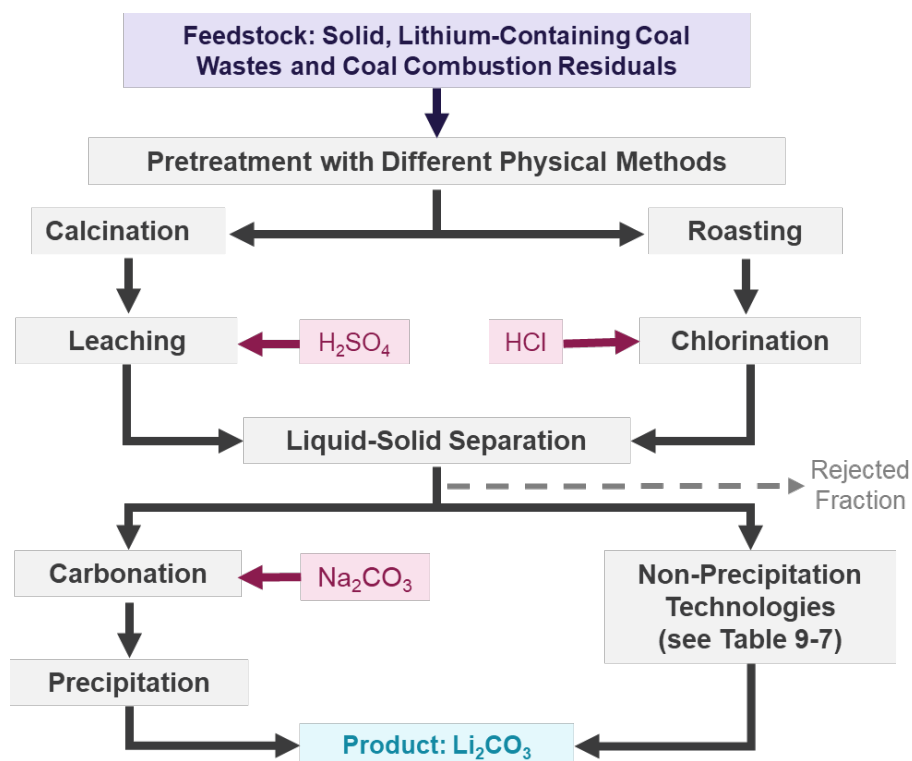 Feedstock: Solid, Lithium-Containing Coal
Wastes and Coal Combustion Residuals
Pretreatment with Different Physical Methods
Calcination
Roasting
Leaching
H₂SO₄
HCl
Chlorination
Liquid-Solid Separation
Rejected
Fraction
Carbonation
Na₂CO₃
Non-Precipitation
Technologies
(see Table 9-7)
Precipitation
Product: Li₂CO₃